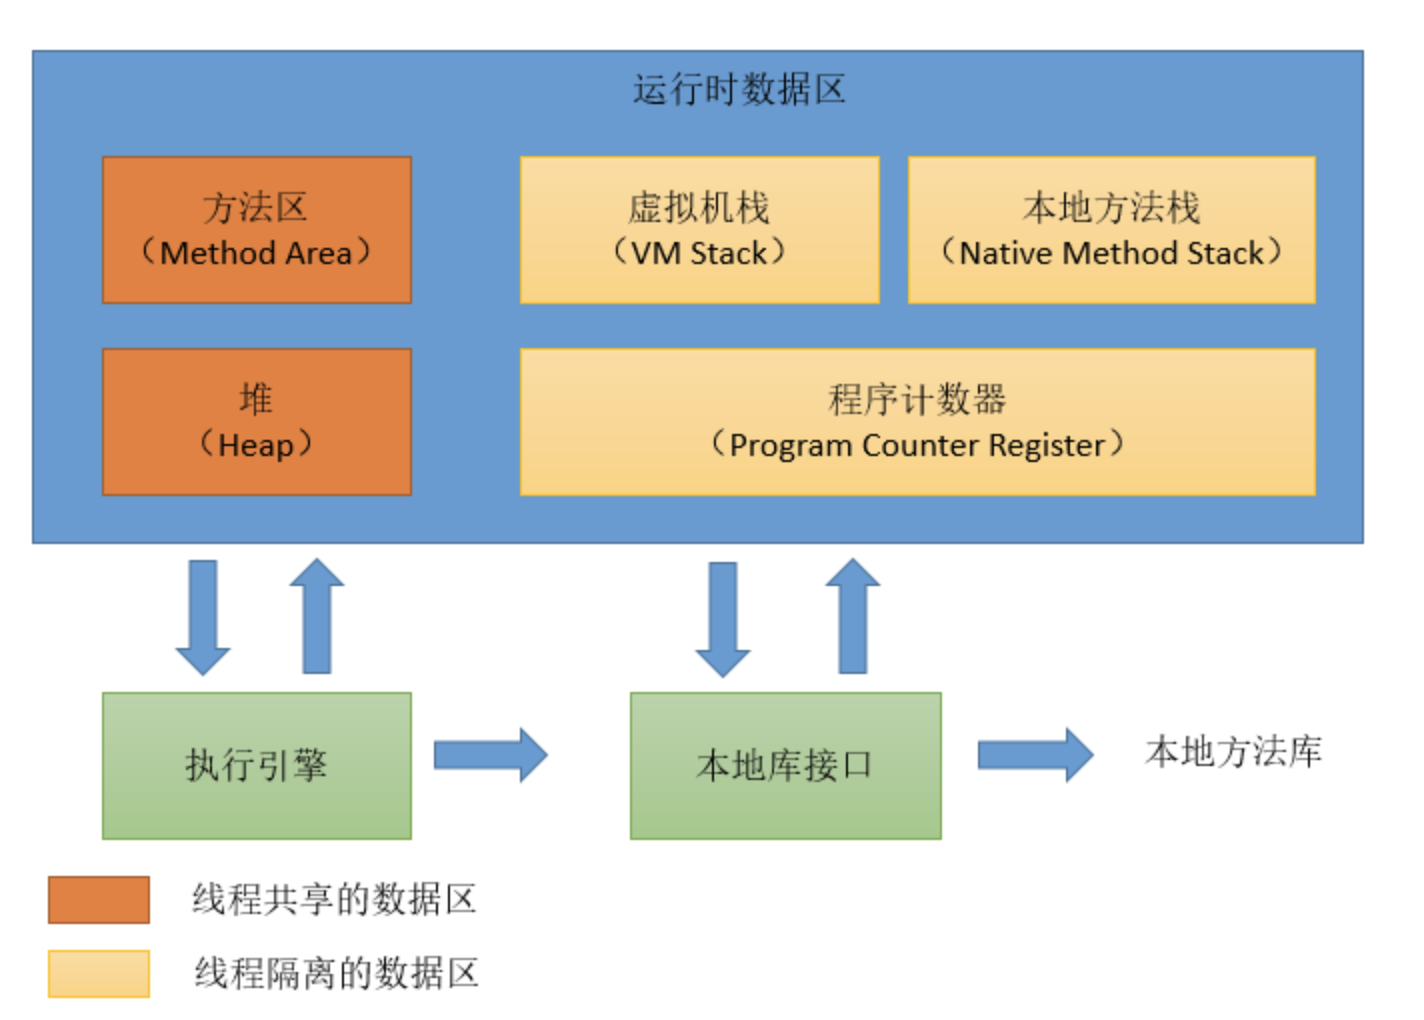 运行时数据区
方法区
（Method Area）
虚拟机栈
（VM Stack）
本地方法栈
（Native Method Stack）
堆
（Heap）
程序计数器
（Program Counter Register）
执行引擎
本地库接口
本地方法库
线程共享的数据区
线程隔离的数据区